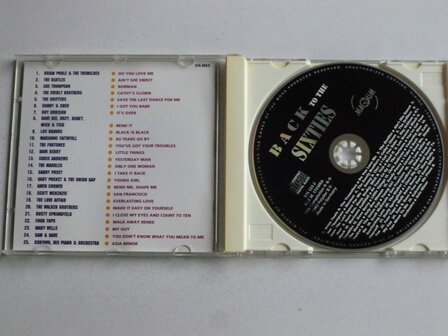 1. BRIAN POOLE & THE TREMELOES DO YOU LOVE ME
2. THE BEATLES AIN'T SHE SWEET
3. SUE THOMPSON NORMAN
4. THE EVERLY BROTHERS CATHY'S CLOWN
5. THE DRIFTERS SAVE THE LAST DANCE FOR ME
6. SONNY & CHER I GOT YOU BABE
7. ROY ORBISON IT'S OVER
8. DAVE DEE, DOZY, BEAKY,
MICK & TICH BEND IT
9. LOS BRAVOS BLACK IS BLACK
10. MARIANNE FAITHFULL AS TEARS GO BY
11. THE FORTUNES YOU'VE GOT YOUR TROUBLES
12. DAVE BERRY LITTLE THINGS
13. CHRIS ANDREWS YESTERDAY MAN
14. THE ONLY ONE WOMAN
15. SANDY POSEY I TAKE IT BACK
16. GARY PUCKET & THE UNION GAP YOUNG GIRL
17. AMEN CORNER BEND ME, SHAPE ME
18. SCOTT MCKENZIE SAN FRANCISCO
19. THE LOVE AFFAIR EVERLASTING LOVE
20. THE WALKER BROTHERS MAKE IT EASY ON YOURSELF
21. DUSTY SPRINGFIELD I CLOSE MY EYES AND COUNT TO TEN
22. FOUR TOPS WALK AWAY RENEE
23. MARY WELLS MY GUY
24. SAM & DAVE YOU DON'T KNOW WHAT YOU MEAN TO ME
25. KOKOMO, HIS PIANO & ORCHESTRA ASIA MINOR
BACK
TO THE
SIXTIES
MAGNUM